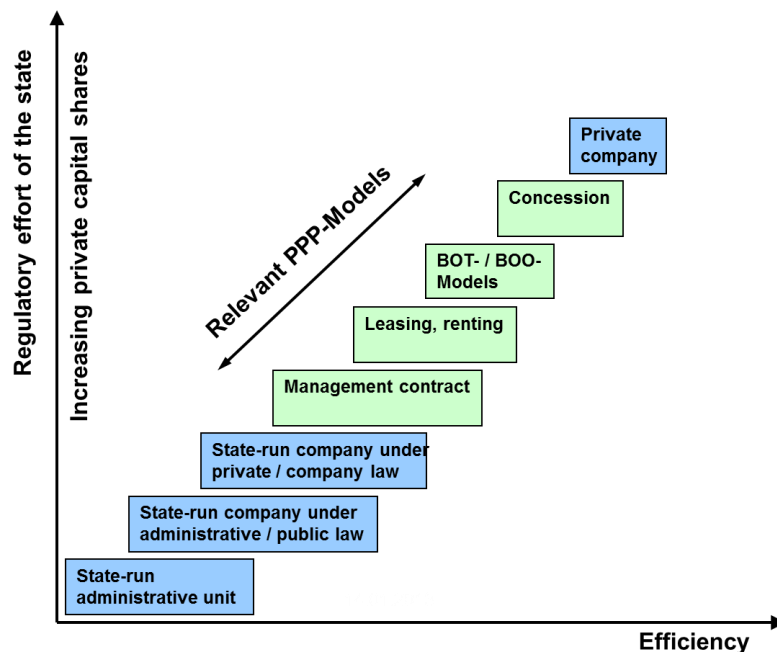 Regulatory effort of the state
Increasing private capital shares
Relevant PPP-Models
Private
company
Concession
BOT- / BOO-
Models
Leasing, renting
Management contract
State-run company under
private / company law
State-run company under
administrative / public law
State-run
administrative unit
Efficiency